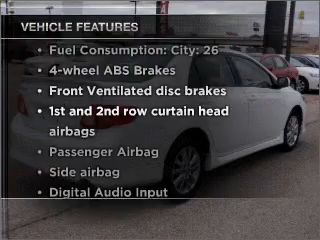 VEHICLE FEATURES
• Fuel Consumption: City: 26
• 4-wheel ABS Brakes
• Front Ventilated disc brakes
• 1st and 2nd row curtain head
airbags
• Passenger Airbag
• Side airbag
• Digital Audio Input